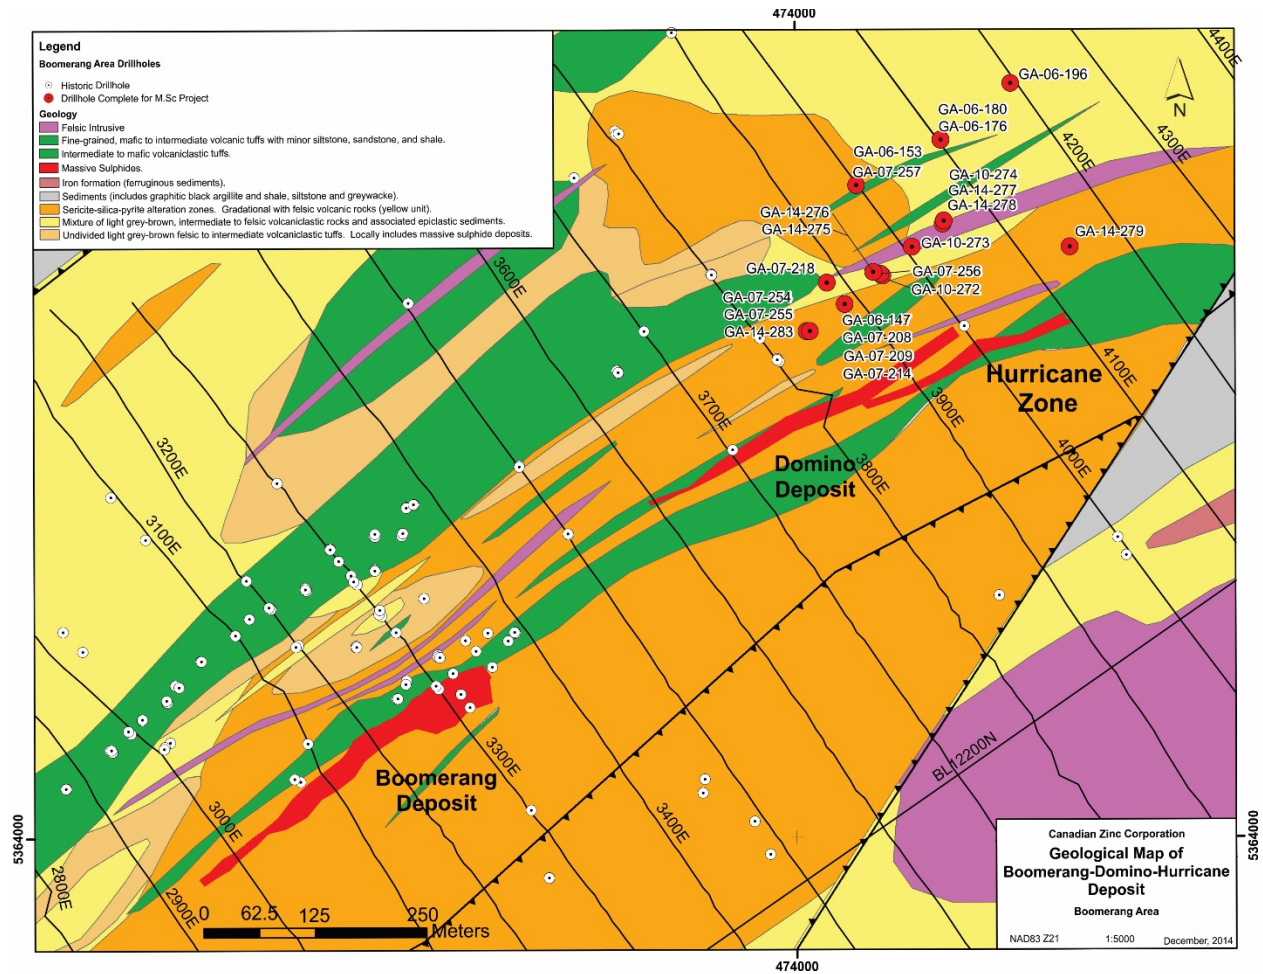 474000
Legend
Boomerang Area Drillholes
Historic Drillhole
Drillhole Complete for M.Sc Project
Geology
Felsic Intrusive
Fine-grained, mafic to intermediate volcanic tuffs with minor siltstone, sandstone, and shale.
Intermediate to mafic volcaniclastic tuffs.
Massive Sulphides.
Iron formation (ferruginous sediments).
Sediments (includes graphitic black argillite and shale, siltstone and greywacke).
Sericite-silica-pyrite alteration zones. Gradational with felsic volcanic rocks (yellow unit).
Mixture of light grey-brown, intermediate to felsic volcaniclastic rocks and associated epiclastic sediments.
Undivided light grey-brown felsic to intermediate volcaniclastic tuffs. Locally includes massive sulphide deposits.
4400E
GA-06-196
N
GA-06-180
GA-06-176
4200E
4300E
GA-06-153
GA-07-257
GA-10-274
GA-14-277
GA-14-278
GA-14-276
GA-14-275
GA-14-279
GA-10-273
GA-07-218
GA-07-256
GA-10-272
3600E
GA-07-254
GA-07-255
GA-14-283
GA-06-147
GA-07-208
GA-07-209
GA-07-214
4100E
Hurricane
Zone
3700E
3900E
4000E
3200E
Domino
Deposit
3800E
3100E
BL12200N
3300E
Boomerang
Deposit
3000E
3400E
5364000
5364000
2800E
2900E
0 62.5 125 250
Meters
Canadian Zinc Corporation
Geological Map of
Boomerang-Domino-Hurricane
Deposit
Boomerang Area
NAD83 Z21 1:5000 December, 2014
474000